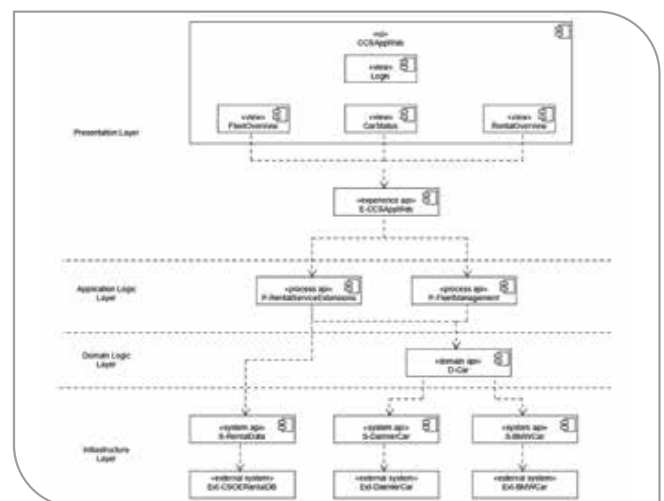 «ui»
CCSAppWeb
«view»
Login
«view»
FleetOverview
«view»
CarStatus
«view»
RentalOverview
Presentation Layer
«experience api»
E-CCSAppWeb
Application Logic
Layer
«process api»
P-RentalServiceExtensions
«process api»
P-FleetManagement
Domain Logic
Layer
«domain api»
D-Car
«system api»
S-RentalData
«system api»
S-DaimlerCar
«system api»
S-BMWCar
Infrastructure
Layer
«external system»
«external system»
Ext-DaimlerCar
«external system»
Ext-BMWCar